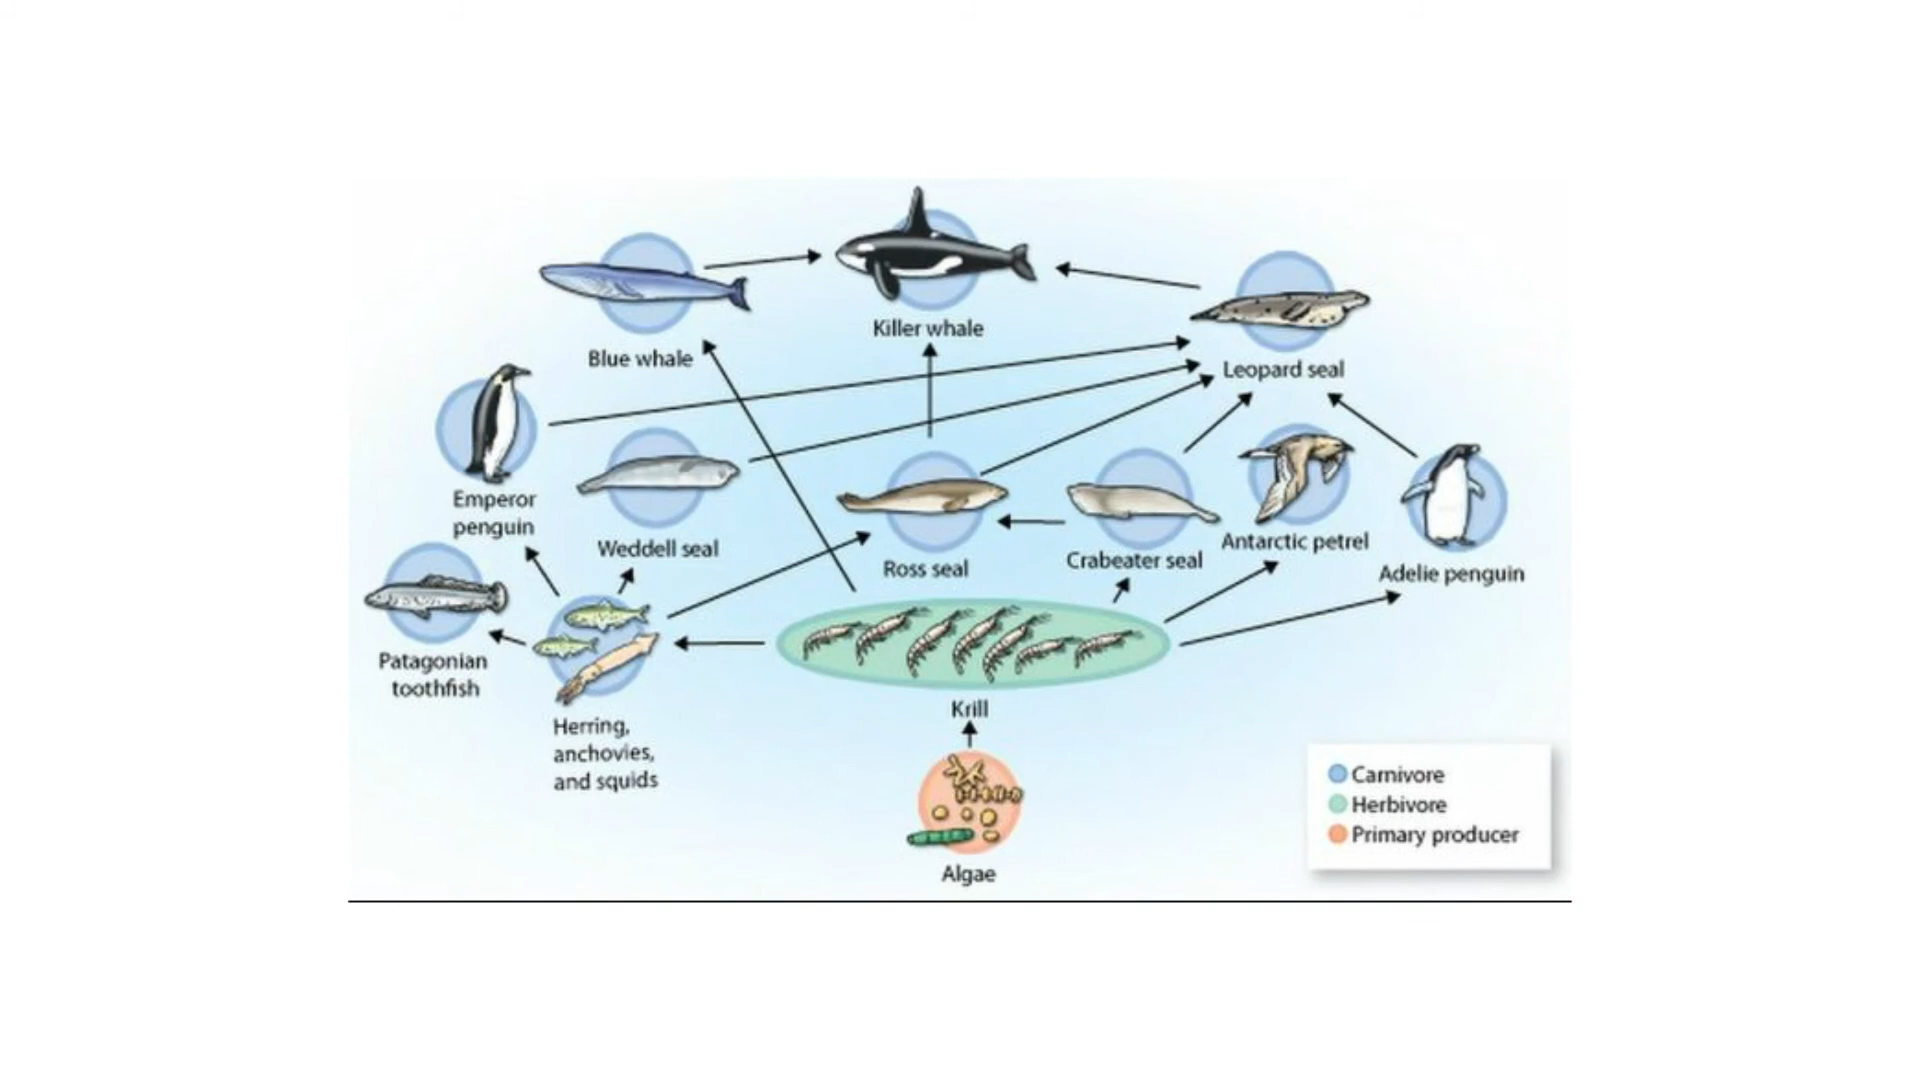 Killer whale
Blue whale
Leopard seal
Emperor
penguin
Weddell seal
Ross seal
Crabeater seal
Antarctic petrel
Adelie penguin
Patagonian
toothfish
Herring,
anchovies,
and squids
Krill
Algae
Carnivore
Herbivore
Primary producer